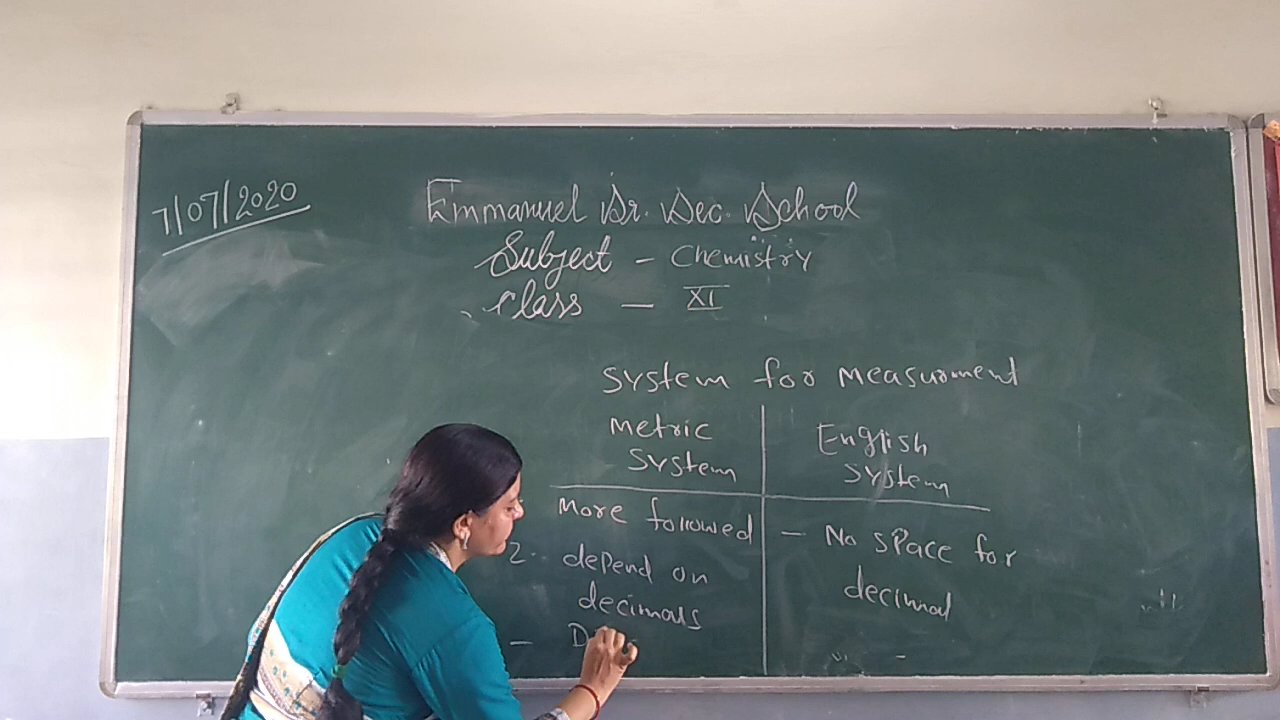 7/07/2020
Emmanuel Sr. Sec. School
Subject - Chemistry
Class - XI
System for Measurment
Metric
System
English
System
More followed
2. depend on
decimals
-
- No space for
decimal
-